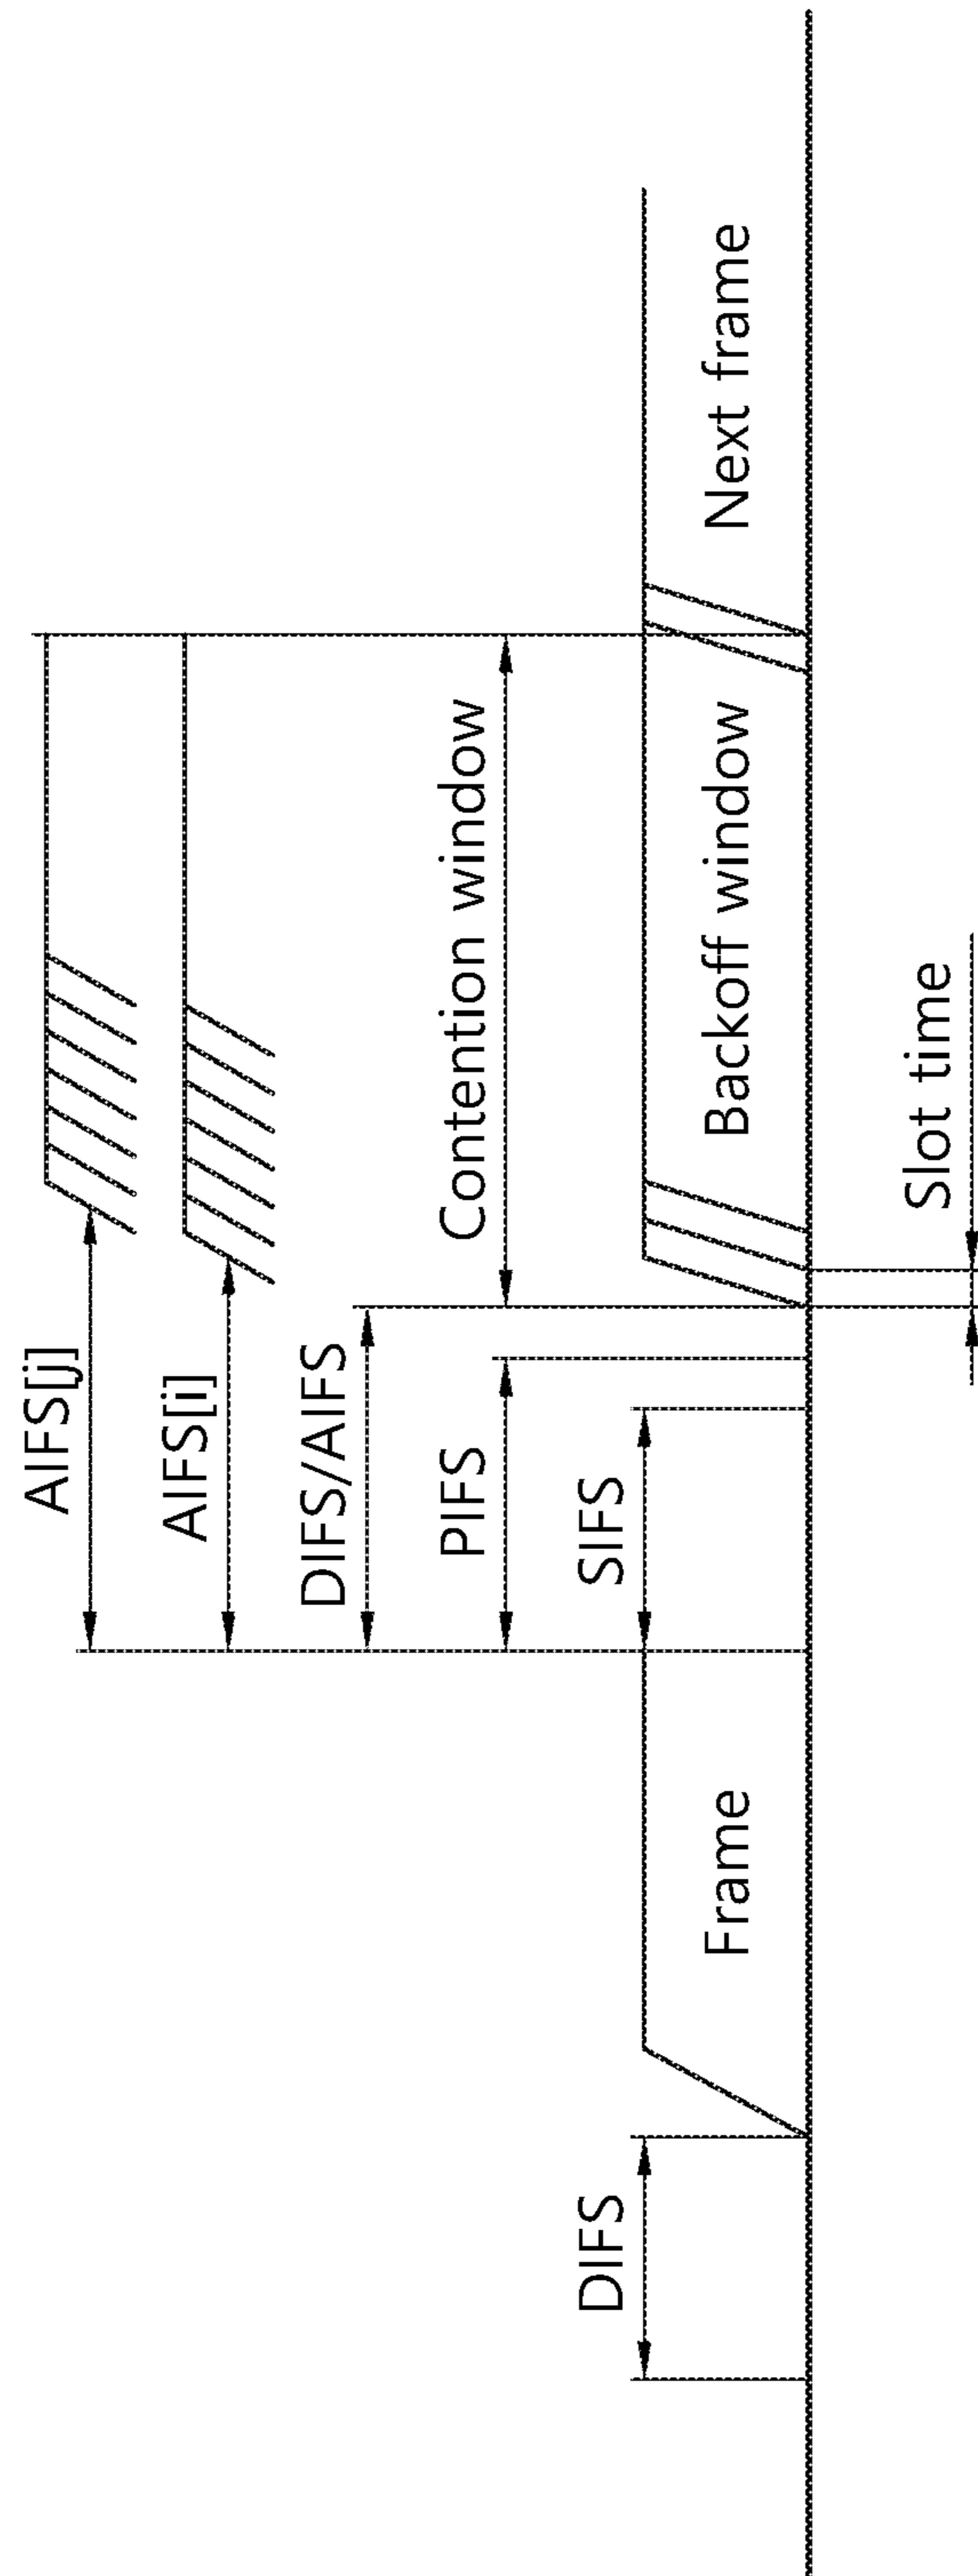 AIFS[j]
AIFS[i]
DIFS/AIFS
PIFS
Contention window
DIFS
SIFS
Frame
Backoff window
Next frame
Slot time